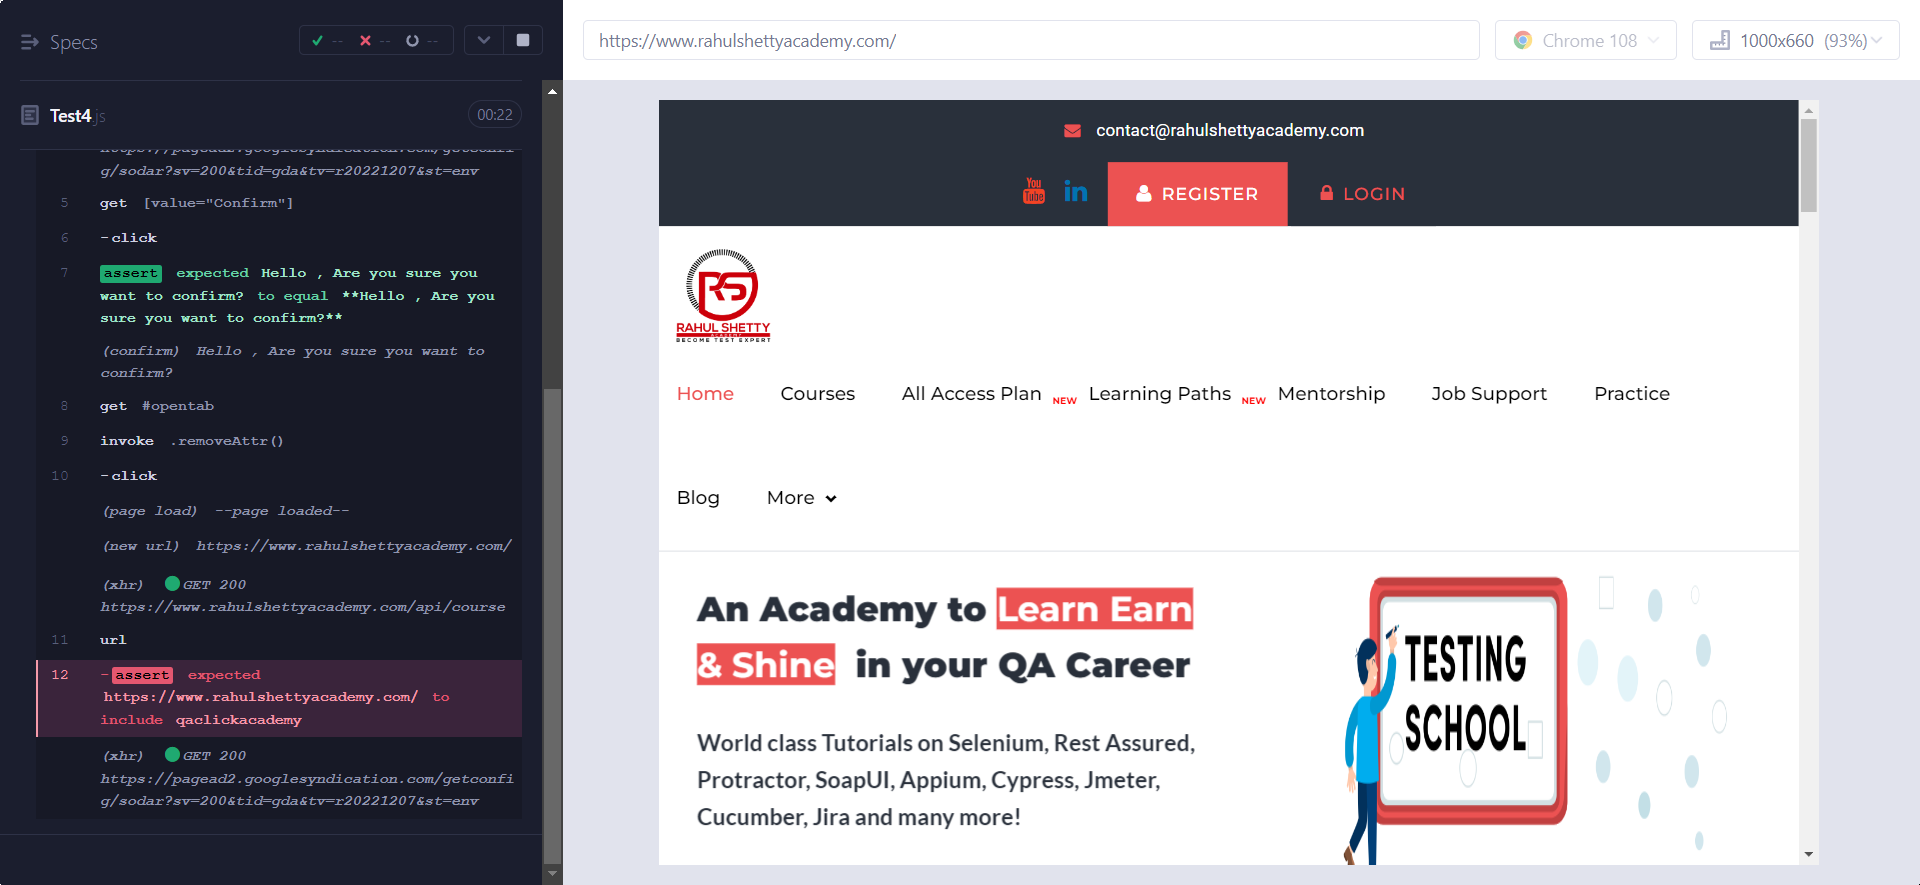 Specs
--
--
--
Test4.js
00:22
https://pagead2.googlesyndication.com/getconfi
g/sodar?sv=200&tid=gda&tv=r20221207&st=env
5 get [value="Confirm"]
6 -click
7 assert expected Hello , Are you sure you
want to confirm? to equal **Hello , Are you
sure you want to confirm?**
(confirm) Hello , Are you sure you want to
confirm?
8 get #opentab
9 invoke .removeAttr()
10 -click
(page load) --page loaded--
(new url) https://www.rahulshettyacademy.com/
(xhr) GET 200
https://www.rahulshettyacademy.com/api/course
11 url
12 -assert expected
https://www.rahulshettyacademy.com/ to
include qaclickacademy
(xhr) GET 200
https://pagead2.googlesyndication.com/getconfi
g/sodar?sv=200&tid=gda&tv=r20221207&st=env
https://www.rahulshettyacademy.com/
Chrome 108
1000x660 (93%)
contact@rahulshettyacademy.com
You
Tube
in
REGISTER
LOGIN
RS
RAHUL SHETTY
ACADEMY
BECOME TEST EXPERT
Home Courses All Access Plan NEW Learning Paths NEW Mentorship Job Support Practice
Blog More
An Academy to Learn Earn
& Shine in your QA Career
World class Tutorials on Selenium, Rest Assured,
Protractor, SoapUI, Appium, Cypress, Jmeter,
Cucumber, Jira and many more!
TESTING
SCHOOL